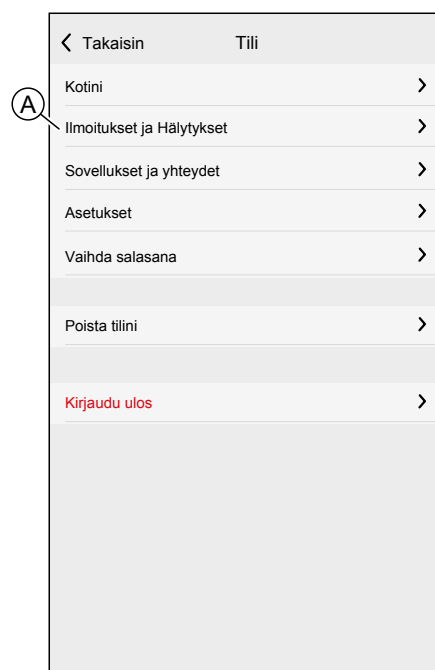 Takaisin Tili
Kotini
A
Ilmoitukset ja Hälytykset
Sovellukset ja yhteydet
Asetukset
Vaihda salasana
Poista tilini
Kirjaudu ulos